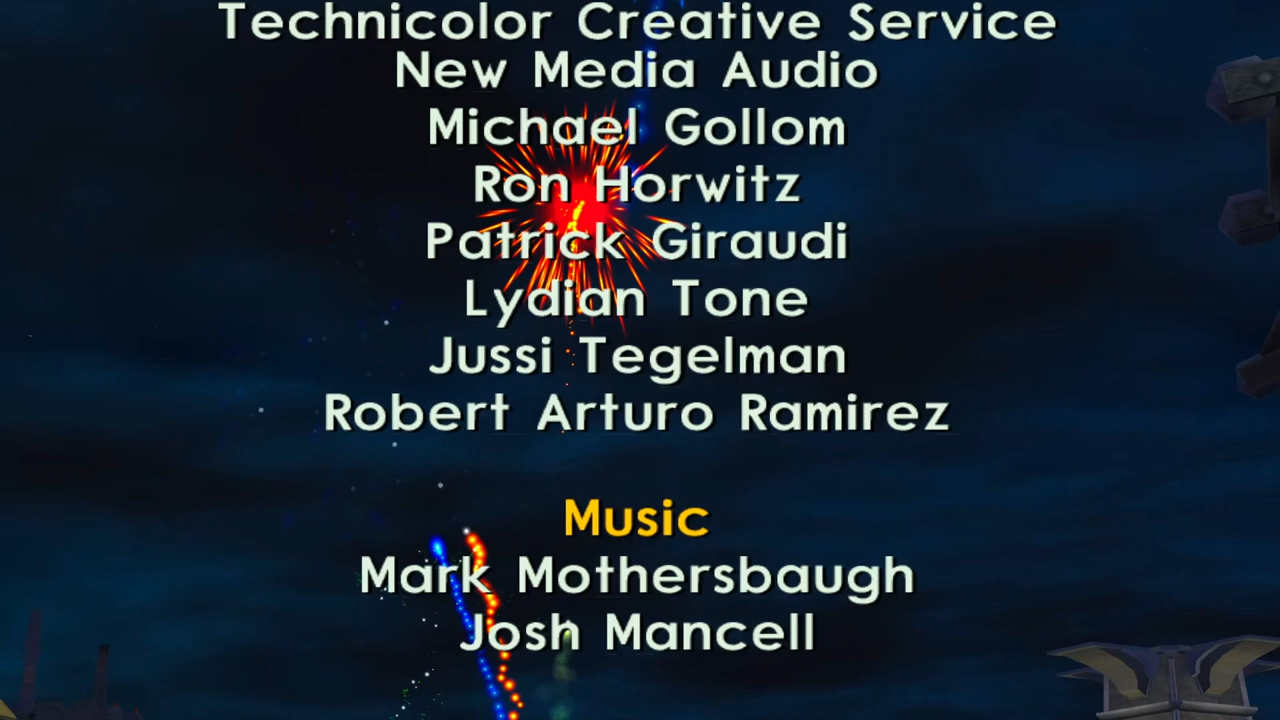 Technicolor Creative Service
New Media Audio
Michael Gollom
Ron Horwitz
Patrick Giraudi
Lydian Tone
Jussi Tegelman
Robert Arturo Ramirez
Music
Mark Mothersbaugh
Josh Mancell